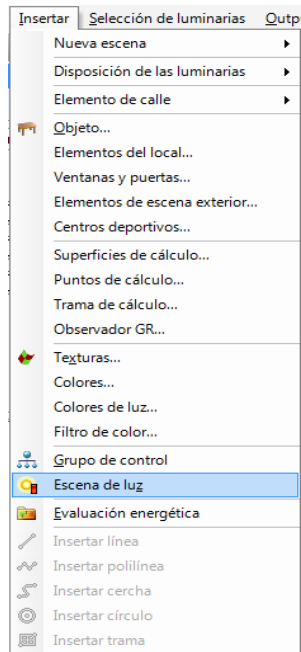 Insertar Selección de luminarias Outp
Nueva escena
Disposición de las luminarias
Elemento de calle
Objeto...
Elementos del local...
Ventanas y puertas...
Elementos de escena exterior...
Centros deportivos...
Superficies de cálculo...
Puntos de cálculo...
Trama de cálculo...
Observador GR...
Texturas...
Colores...
Colores de luz...
Filtro de color...
Grupo de control
Escena de luz
Evaluación energética
Insertar línea
Insertar polilínea
Insertar cercha
Insertar círculo
Insertar trama